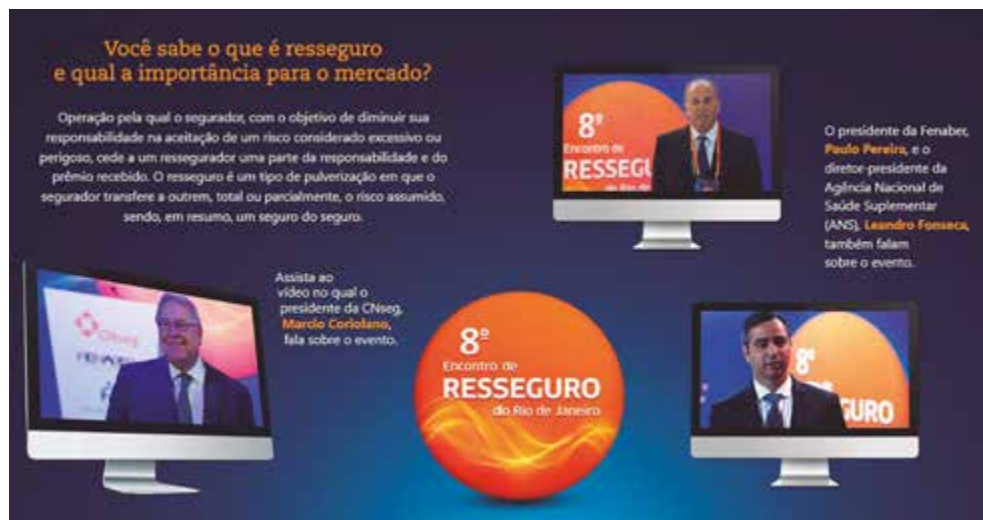 Você sabe o que é resseguro
e qual a importância para o mercado?
Operação pela qual o segurador, com o objetivo de diminuir sua
responsabilidade na aceitação de um risco considerado excessivo ou
perigoso, cede a um ressegurador uma parte da responsabilidade e do
prêmio recebido. O resseguro é um tipo de pulverização em que o
segurador transfere a outrem, total ou parcialmente, o risco assumido,
sendo, em resumo, um seguro do seguro.
8º
Encontro de
RESSEGU
do Rio de
O presidente da Fenaber,
Paulo Pereira, e o
diretor-presidente da
Agência Nacional de
Saúde Suplementar
(ANS), Leandro Fonseca,
também falam
sobre o evento.
Assista ao
vídeo no qual o
presidente da CNseg,
Marcio Coriolano,
fala sobre o evento.
CNseg
8º
Encontro de
RESSEGURO
do Rio de Janeiro
8º
GURO